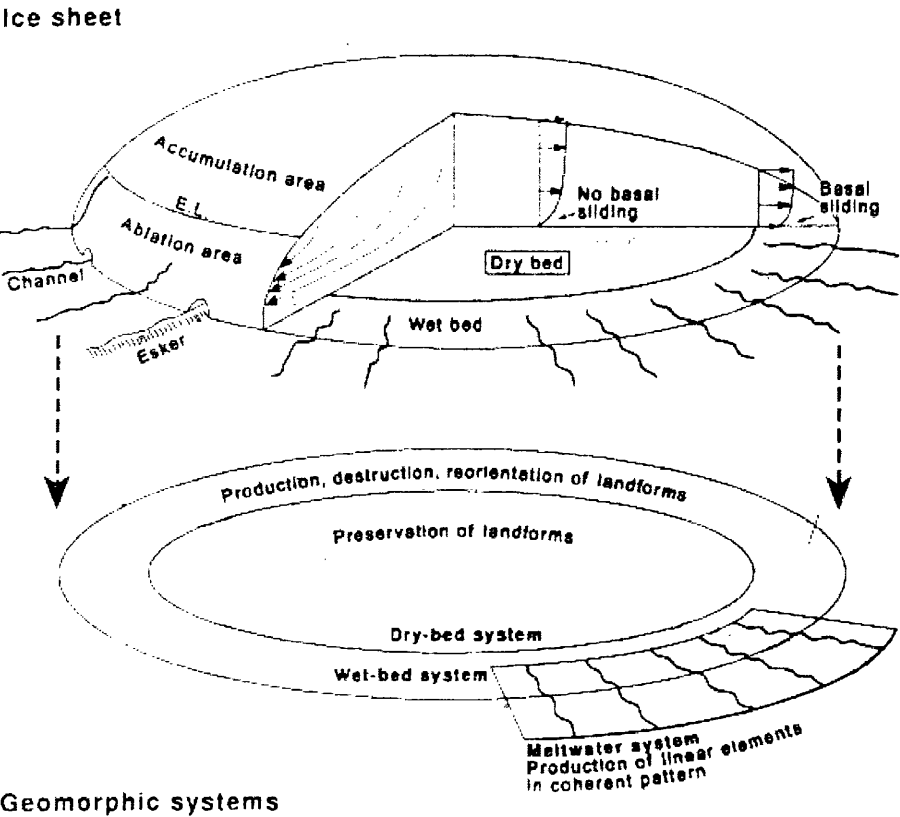 Ice sheet
Accumulation area
E.L.
Ablation area
No basal
sliding
Basal
sliding
Dry bed
Channel
Wet bed
Esker
Production, destruction, reorientation of landforms
Preservation of landforms
Dry-bed system
Wet-bed system
Meltwater system
Production of linear elements
in coherent pattern
Geomorphic systems